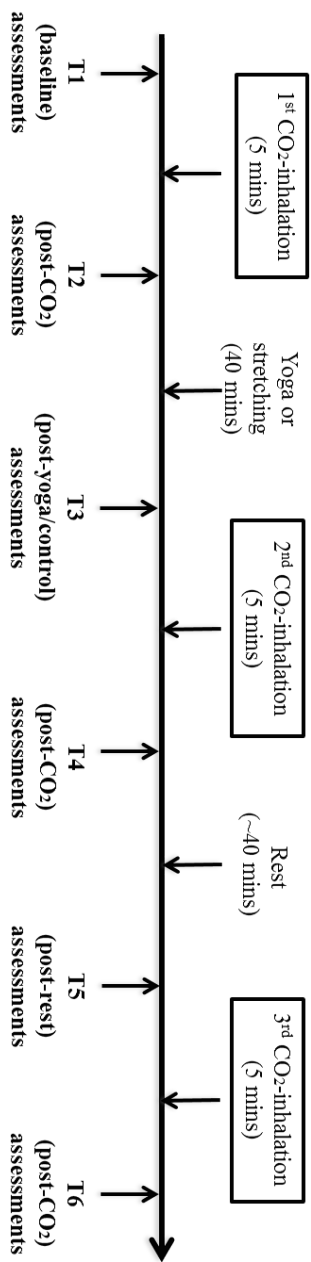 1st CO₂-inhalation
(5 mins)
Yoga or
stretching
(40 mins)
2nd CO₂-inhalation
(5 mins)
Rest
(~40 mins)
3rd CO₂-inhalation
(5 mins)
T1
(baseline)
assessments
T2
(post-CO₂)
assessments
T3
(post-yoga/control)
assessments
T4
(post-CO₂)
assessments
T5
(post-rest)
assessments
T6
(post-CO₂)
assessments